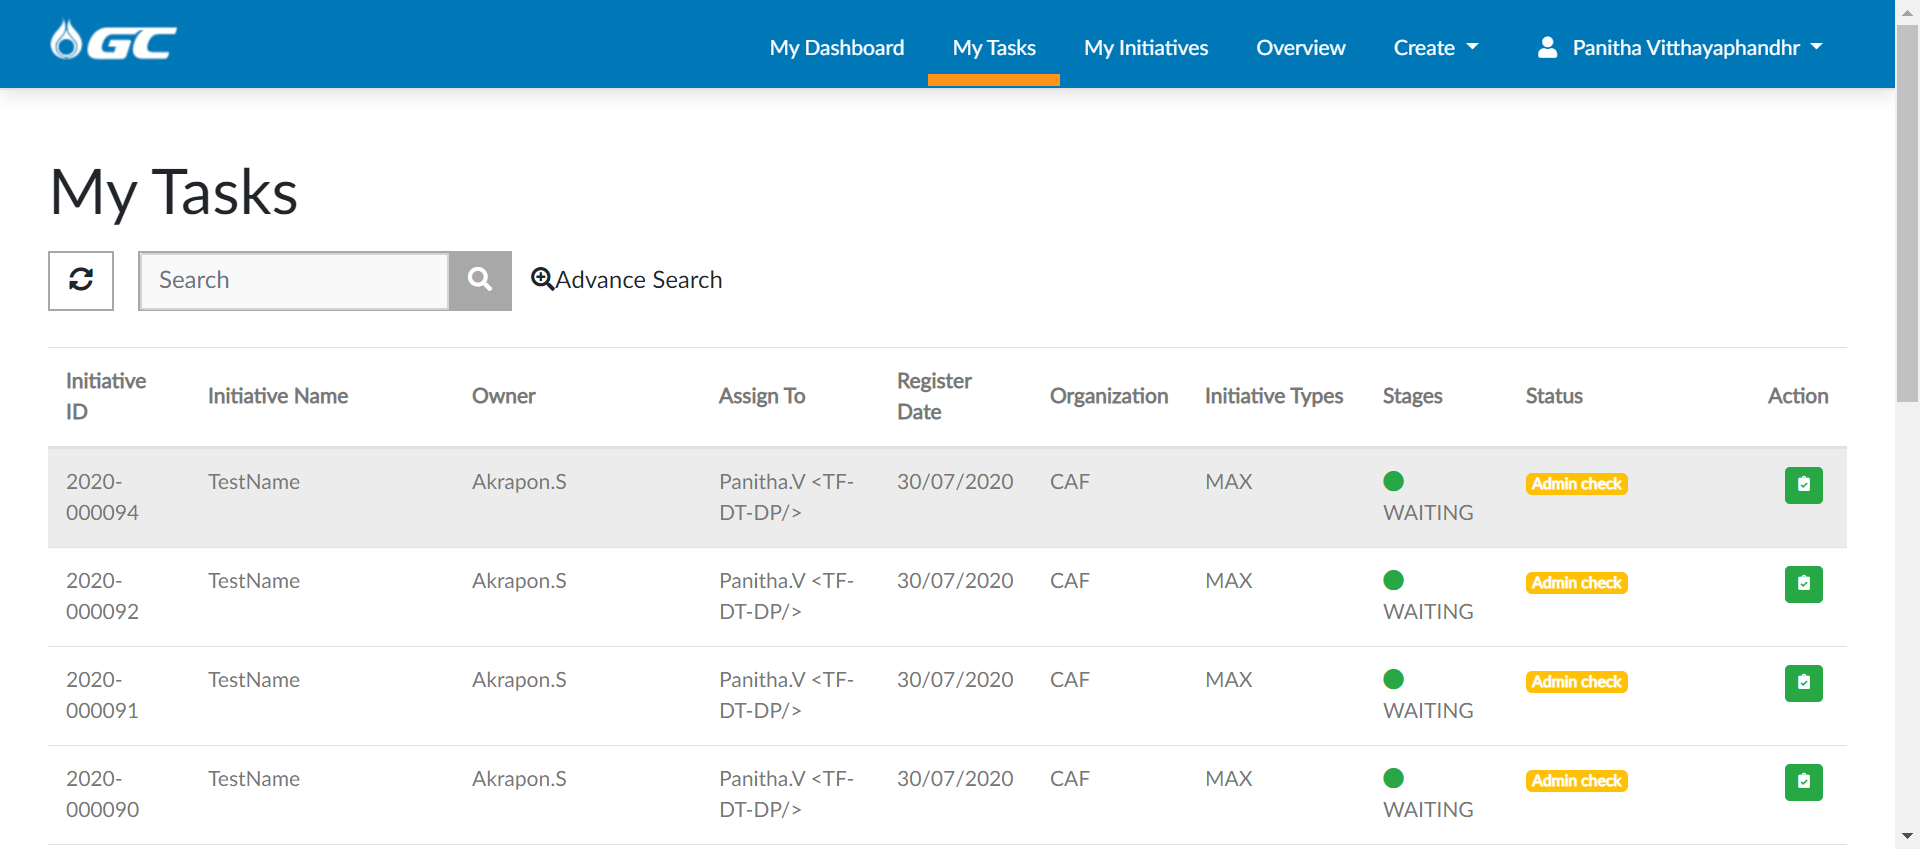 GC
My Dashboard My Tasks My Initiatives Overview Create Panitha Vitthayaphandhr
My Tasks
Search Advance Search
Initiative ID Initiative Name Owner Assign To Register Date Organization Initiative Types Stages Status Action
2020- TestName Akrapon.S Panitha.V <TF- 30/07/2020 CAF MAX Admin check
000094 DT-DP/> WAITING
2020- TestName Akrapon.S Panitha.V <TF- 30/07/2020 CAF MAX Admin check
000092 DT-DP/> WAITING
2020- TestName Akrapon.S Panitha.V <TF- 30/07/2020 CAF MAX Admin check
000091 DT-DP/> WAITING
2020- TestName Akrapon.S Panitha.V <TF- 30/07/2020 CAF MAX Admin check
000090 DT-DP/> WAITING